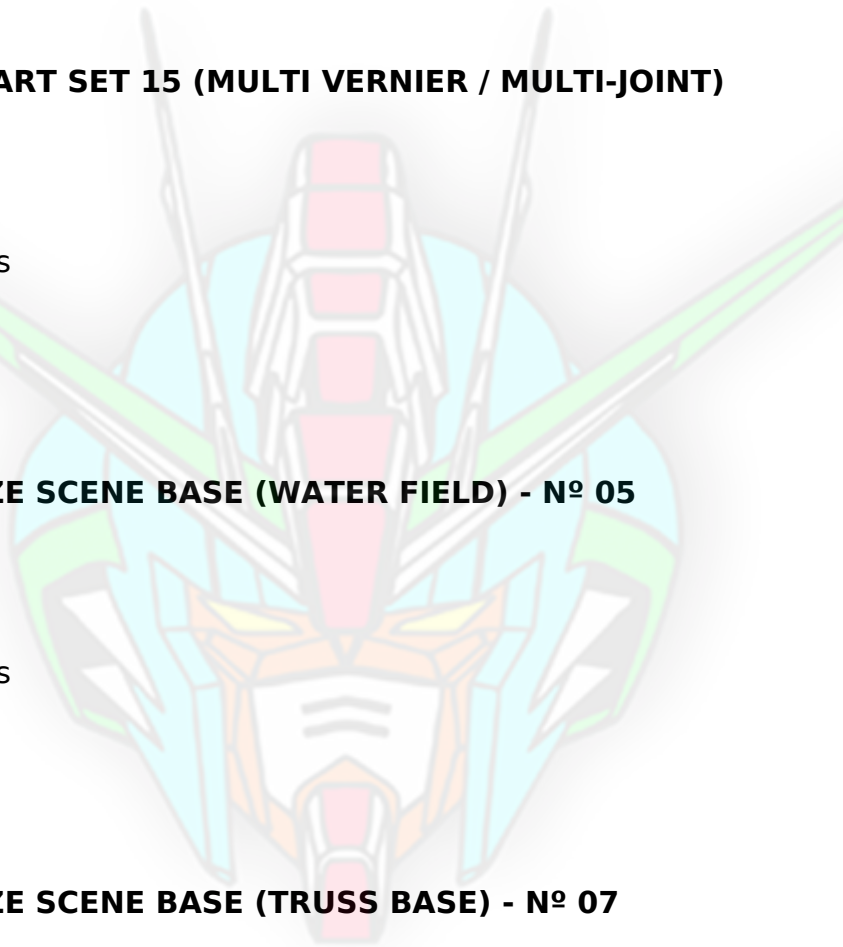 ART SET 15 (MULTI VERNIER / MULTI-JOINT)
s
ZE SCENE BASE (WATER FIELD) - Nº 05
s
ZE SCENE BASE (TRUSS BASE) - Nº 07